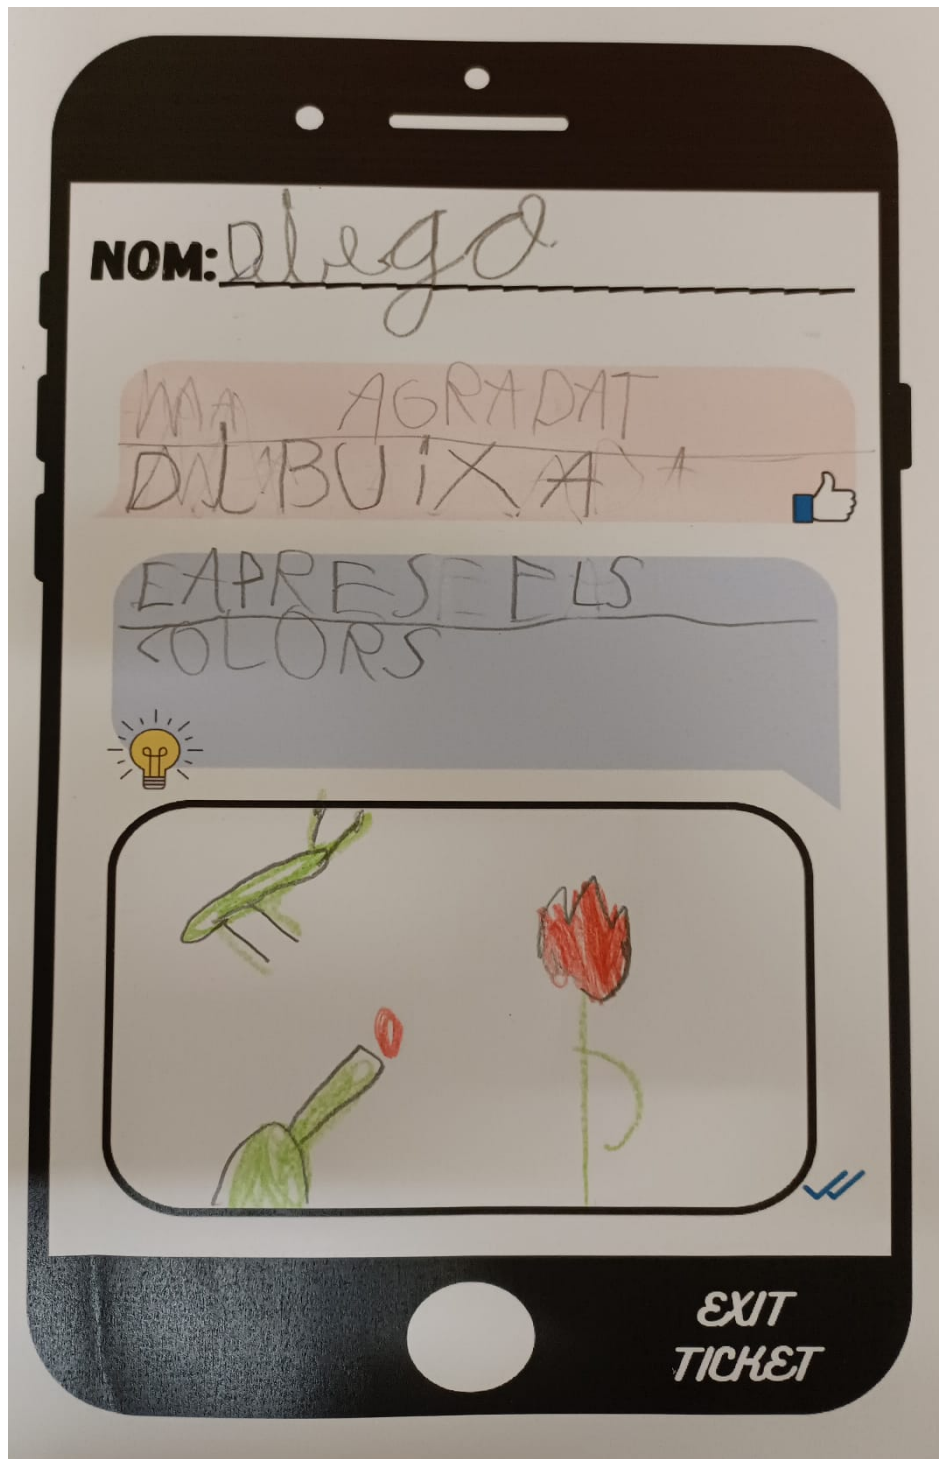 NOM: Diego
MA AGRADAT
DIBUIXA
EAPRES ELS
COLORS
EXIT
TICKET